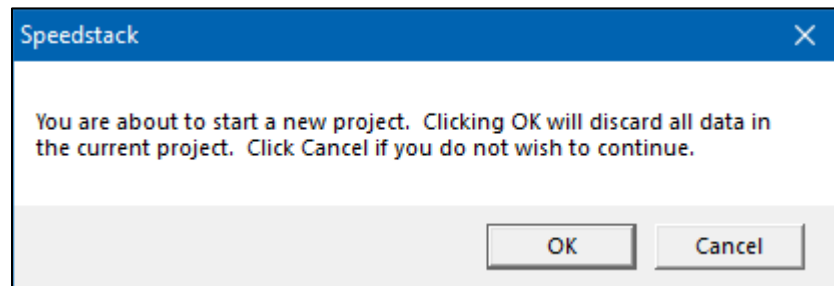 Speedstack
You are about to start a new project.  Clicking OK will discard all data in
the current project.  Click Cancel if you do not wish to continue.
OK
Cancel